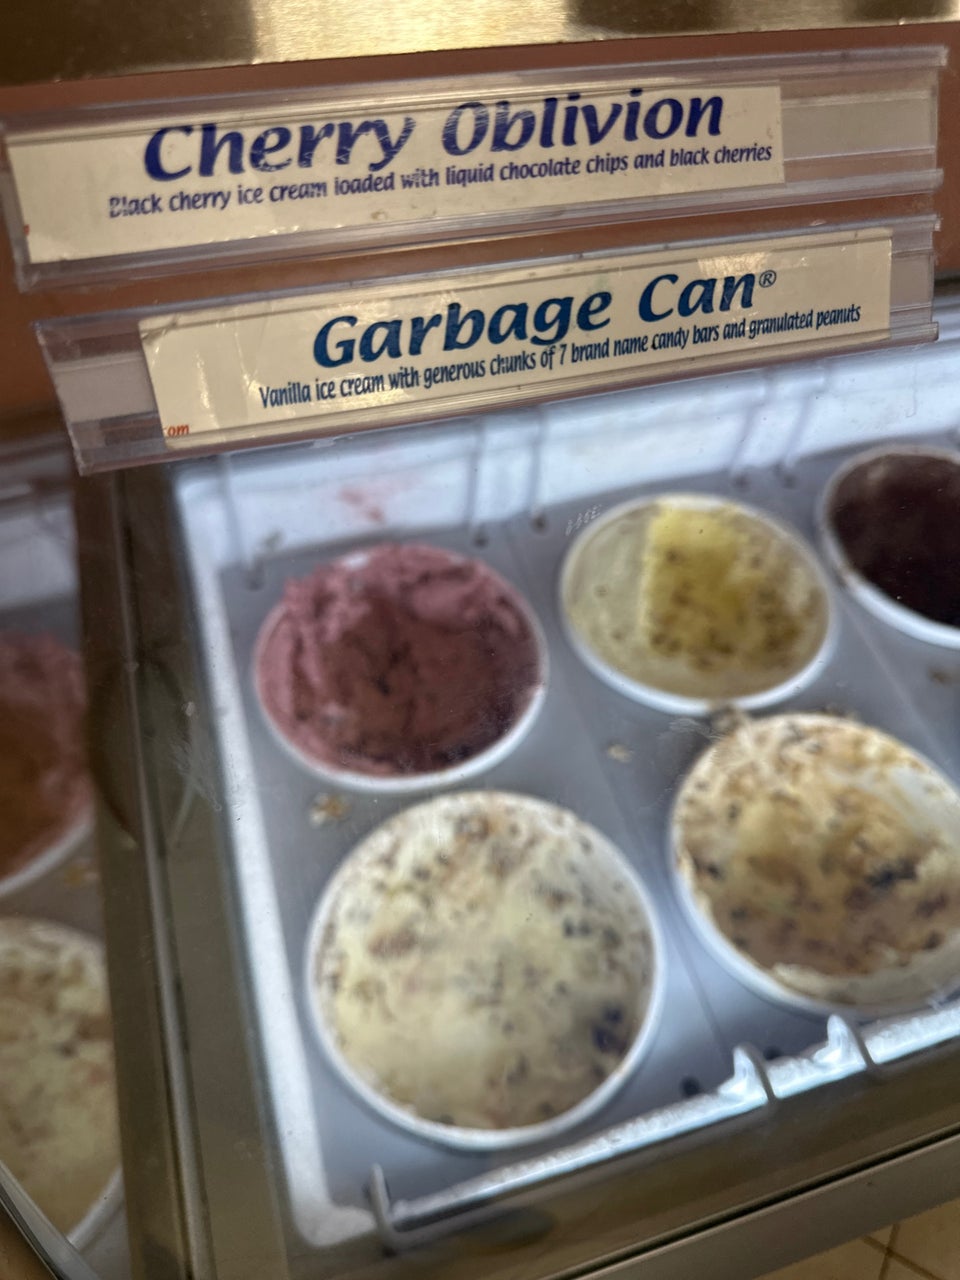 Cherry Oblivion
Black cherry ice cream loaded with liquid chocolate chips and black cherries
Garbage Can®
Vanilla ice cream with generous chunks of 7 brand name candy bars and granulated peanuts
om